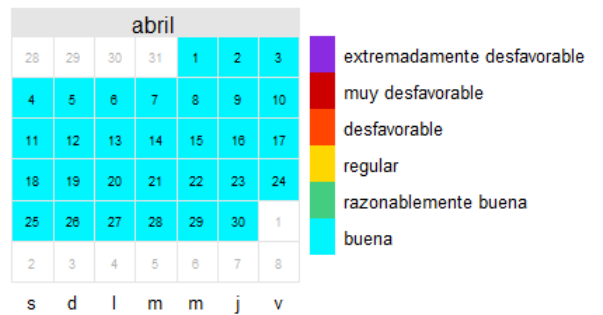 abril
28 29 30 31 1 2 3
4 5 6 7 8 9 10
11 12 13 14 15 16 17
18 19 20 21 22 23 24
25 26 27 28 29 30 1
2 3 4 5 6 7 8
s d l m m j v
extremadamente desfavorable
muy desfavorable
desfavorable
regular
razonablemente buena
buena